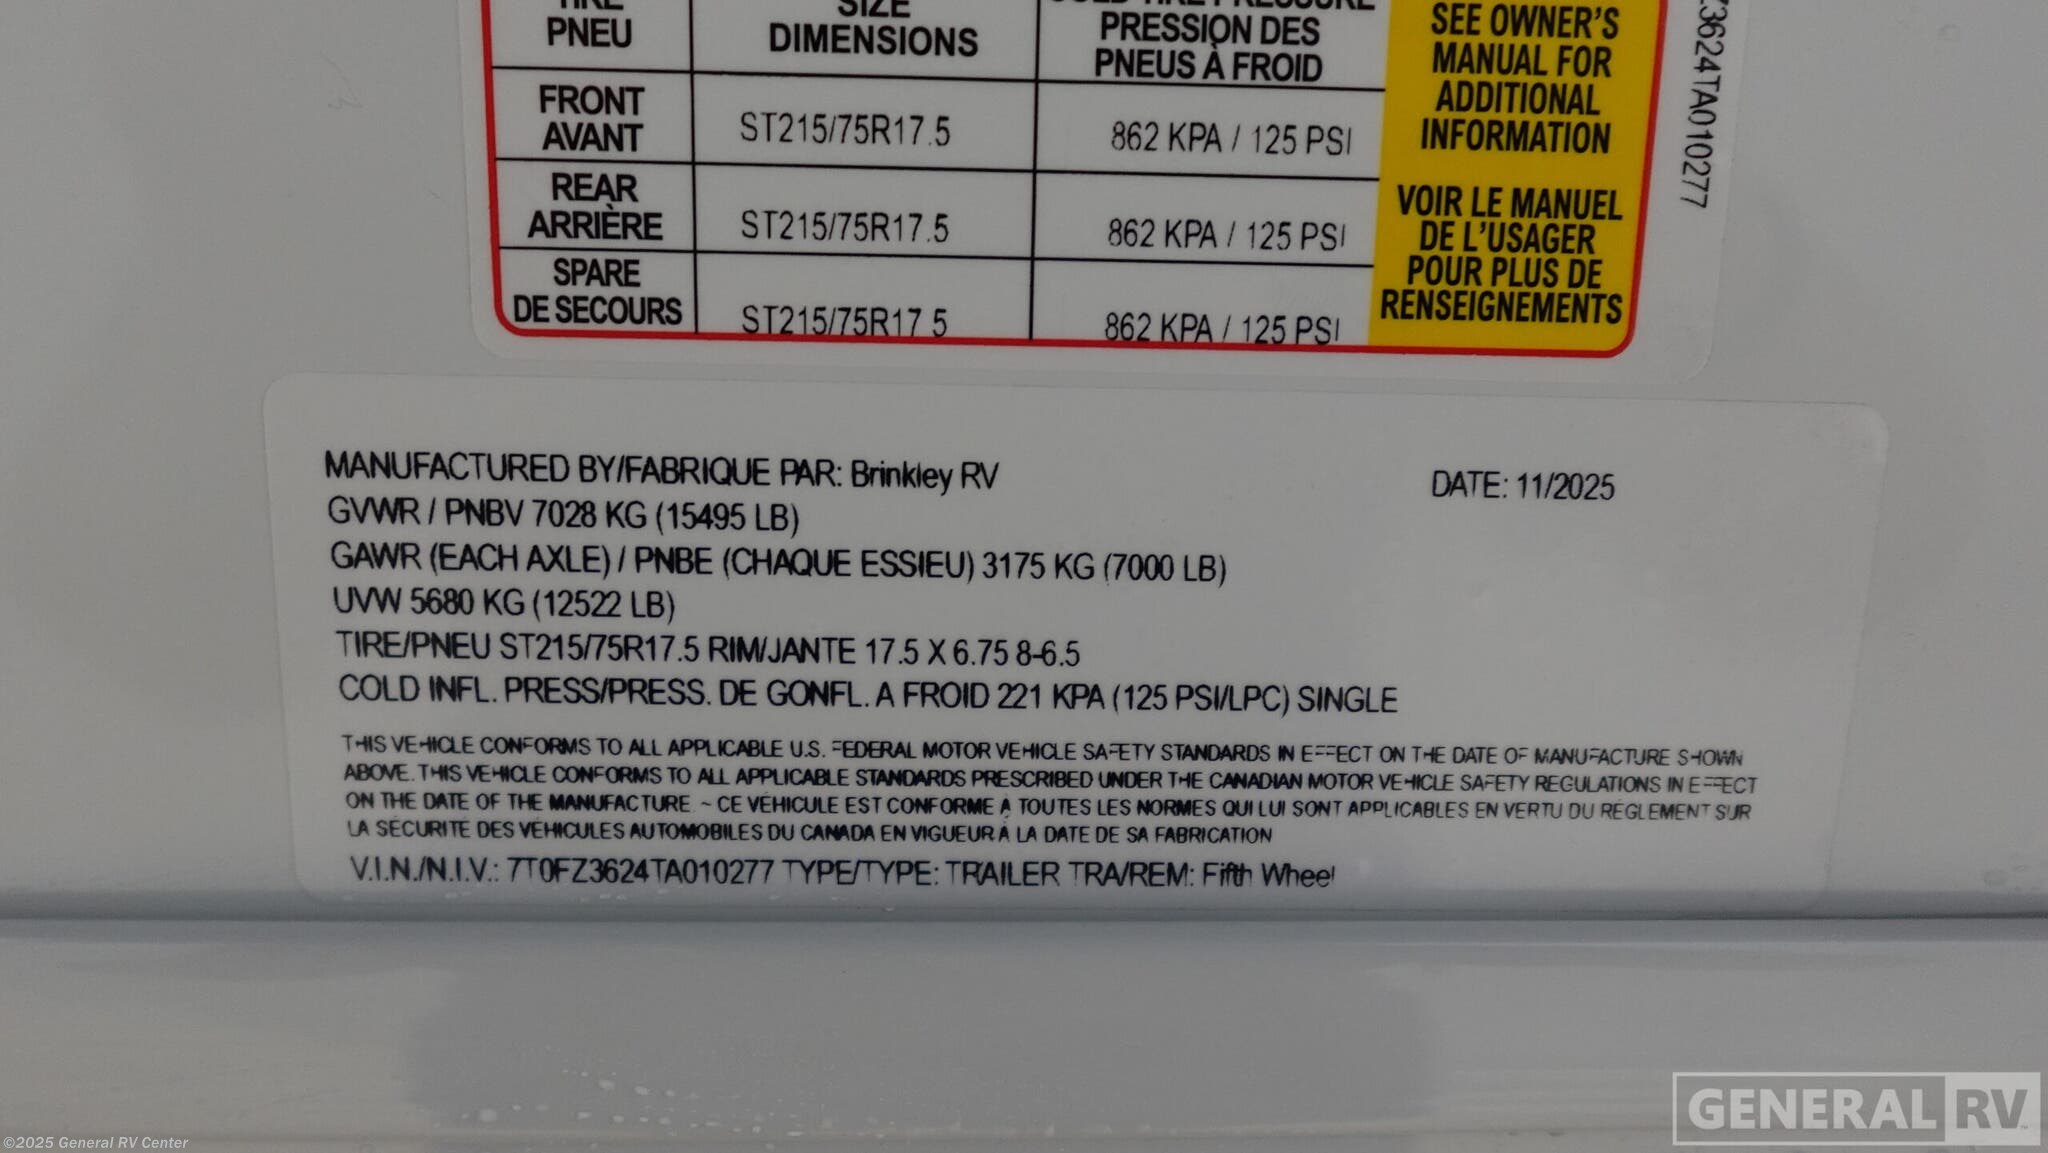 TIRE SIZE COLD TIRE PRESSURE
PNEU DIMENSIONS PRESSION DES
PNEUS À FROID
FRONT
AVANT ST215/75R17.5 862 KPA / 125 PSI
REAR
ARRIÈRE ST215/75R17.5 862 KPA / 125 PSI
SPARE
DE SECOURS ST215/75R17.5 862 KPA / 125 PSI
SEE OWNER'S
MANUAL FOR
ADDITIONAL
INFORMATION
VOIR LE MANUEL
DE L'USAGER
POUR PLUS DE
RENSEIGNEMENTS
Z3624TA010277
MANUFACTURED BY/FABRIQUE PAR: Brinkley RV DATE: 11/2025
GVWR / PNBV 7028 KG (15495 LB)
GAWR (EACH AXLE) / PNBE (CHAQUE ESSIEU) 3175 KG (7000 LB)
UVW 5680 KG (12522 LB)
TIRE/PNEU ST215/75R17.5 RIM/JANTE 17.5 X 6.75 8-6.5
COLD INFL. PRESS/PRESS. DE GONFL. A FROID 221 KPA (125 PSI/LPC) SINGLE
THIS VEHICLE CONFORMS TO ALL APPLICABLE U.S. FEDERAL MOTOR VEHICLE SAFETY STANDARDS IN EFFECT ON THE DATE OF MANUFACTURE SHOWN
ABOVE. THIS VEHICLE CONFORMS TO ALL APPLICABLE STANDARDS PRESCRIBED UNDER THE CANADIAN MOTOR VEHICLE SAFETY REGULATIONS IN EFFECT
ON THE DATE OF THE MANUFACTURE ~ CE VÉHICULE EST CONFORME À TOUTES LES NORMES QUI LUI SONT APPLICABLES EN VERTU DU RÉGLEMENT SUR
LA SÉCURITÉ DES VÉHICULES AUTOMOBILES DU CANADA EN VIGUEUR À LA DATE DE SA FABRICATION
V.I.N./N.I.V.: 7T0FZ3624TA010277 TYPE/TYPE: TRAILER TRA/REM: Fifth Wheel
©2025 General RV Center
GENERAL RV